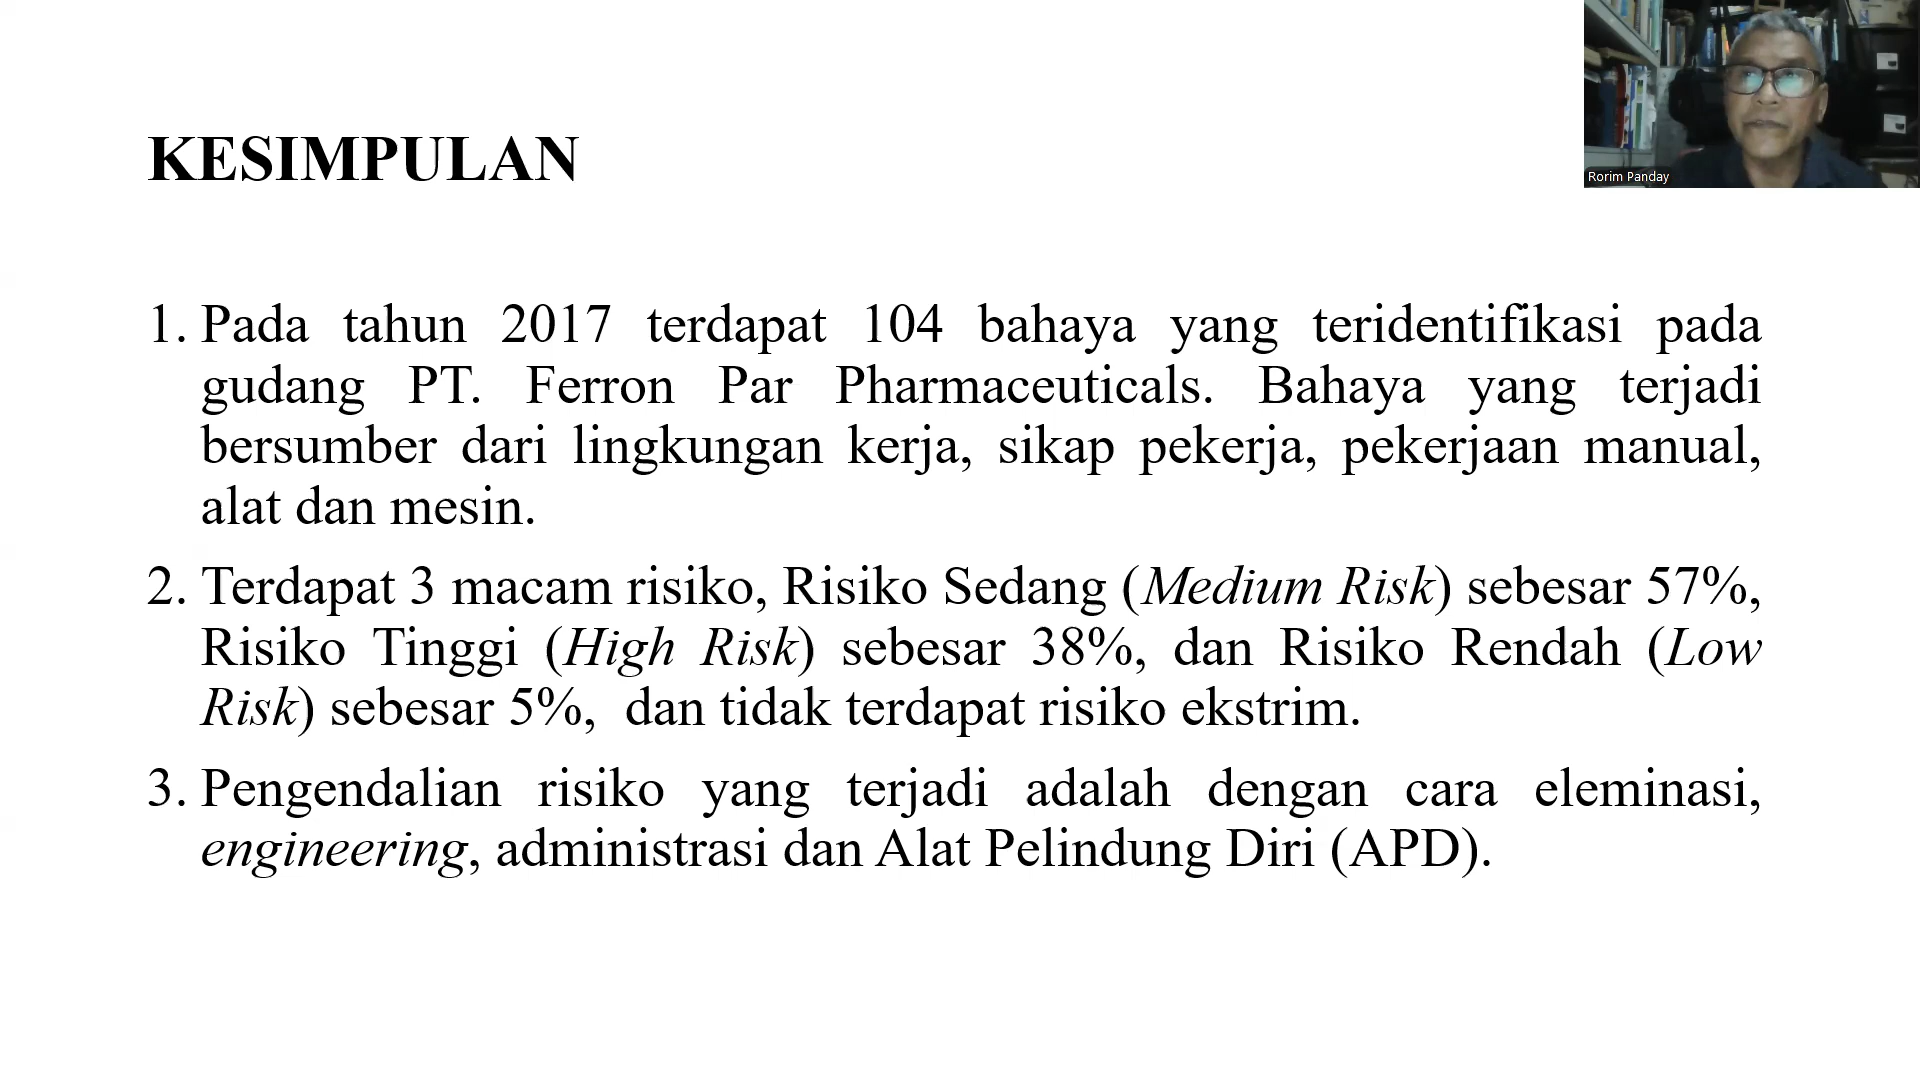 KESIMPULAN
Rorim Panday
1. Pada tahun 2017 terdapat 104 bahaya yang teridentifikasi pada
gudang PT. Ferron Par Pharmaceuticals. Bahaya yang terjadi
bersumber dari lingkungan kerja, sikap pekerja, pekerjaan manual,
alat dan mesin.
2. Terdapat 3 macam risiko, Risiko Sedang (Medium Risk) sebesar 57%,
Risiko Tinggi (High Risk) sebesar 38%, dan Risiko Rendah (Low
Risk) sebesar 5%,  dan tidak terdapat risiko ekstrim.
3. Pengendalian risiko yang terjadi adalah dengan cara eleminasi,
engineering, administrasi dan Alat Pelindung Diri (APD).